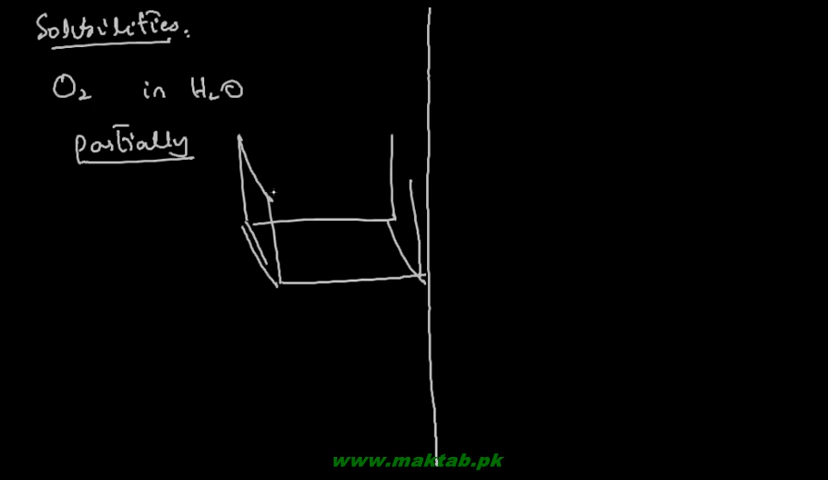 Solubilities.
O₂ in H₂O
partially
www.maktab.pk